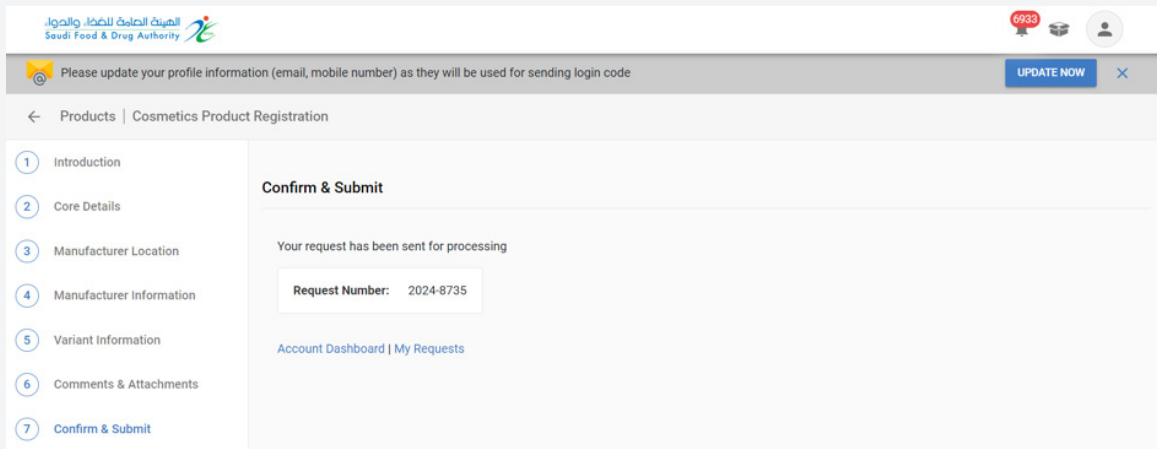 الهيئة العامة للغذاء والدواء
Saudi Food & Drug Authority
6933
Please update your profile information (email, mobile number) as they will be used for sending login code
UPDATE NOW
Products | Cosmetics Product Registration
1 Introduction
2 Core Details
3 Manufacturer Location
4 Manufacturer Information
5 Variant Information
6 Comments & Attachments
7 Confirm & Submit
Confirm & Submit
Your request has been sent for processing
Request Number: 2024-8735
Account Dashboard | My Requests